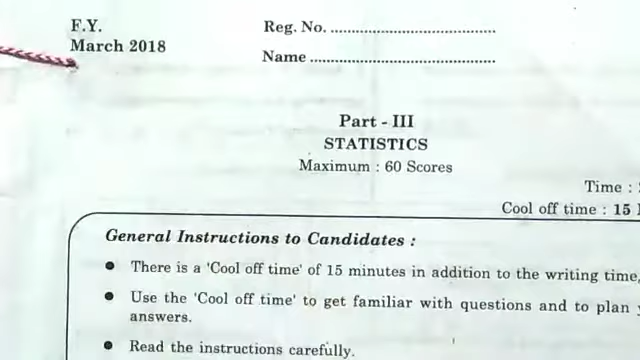 F.Y.
March 2018
Reg. No. ..........................................
Name ..............................................
Part - III
STATISTICS
Maximum : 60 Scores
Time :
Cool off time : 15
General Instructions to Candidates :
● There is a 'Cool off time' of 15 minutes in addition to the writing time,
● Use the 'Cool off time' to get familiar with questions and to plan
answers.
● Read the instructions carefully.